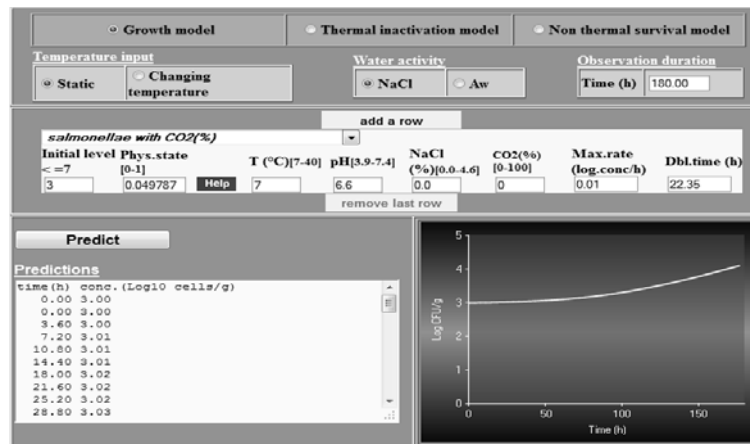 Growth model Thermal inactivation model Non thermal survival model
Temperature input Water activity Observation duration
Static Changing temperature NaCl Aw Time (h) 180.00
add a row
salmonellae with CO2(%)
Initial level <=7 Phys.state [0-1] T (°C)[7-40] pH[3.9-7.4] NaCl (%)[0.0-4.6] CO2(%) [0-100] Max.rate (log.conc/h) Dbl.time (h)
3 0.049787 Help 7 6.6 0.0 0 0.01 22.35
remove last row
Predict
Predictions
time(h) conc.(Log10 cells/g)
0.00 3.00
0.00 3.00
3.60 3.00
7.20 3.01
10.80 3.01
14.40 3.01
18.00 3.02
21.60 3.02
25.20 3.02
28.80 3.03
Log CFU/g
5
4
3
2
1
0
0 50 100 150
Time (h)